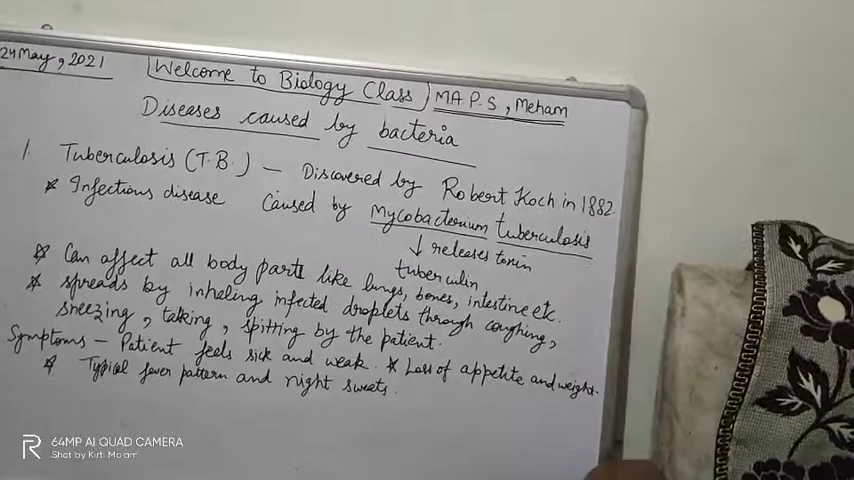 24 May, 2021
Welcome to Biology Class
M.A.P.S, Meham
Diseases caused by bacteria
1. Tuberculosis (T.B.) — Discovered by Robert Koch in 1882.
* Infectious disease Caused by Mycobacterium tuberculosis
↓ releases toxin
tuberculin
* Can affect all body parts like lungs, bones, intestine etc.
* spreads by inhaling infected droplets through coughing,
sneezing, talking, spitting by the patient.
Symptoms — Patient feels sick and weak. * Loss of appetite and weight.
* Typical fever pattern and night sweats.
64MP AI QUAD CAMERA
Shot by Kirti Ma'am